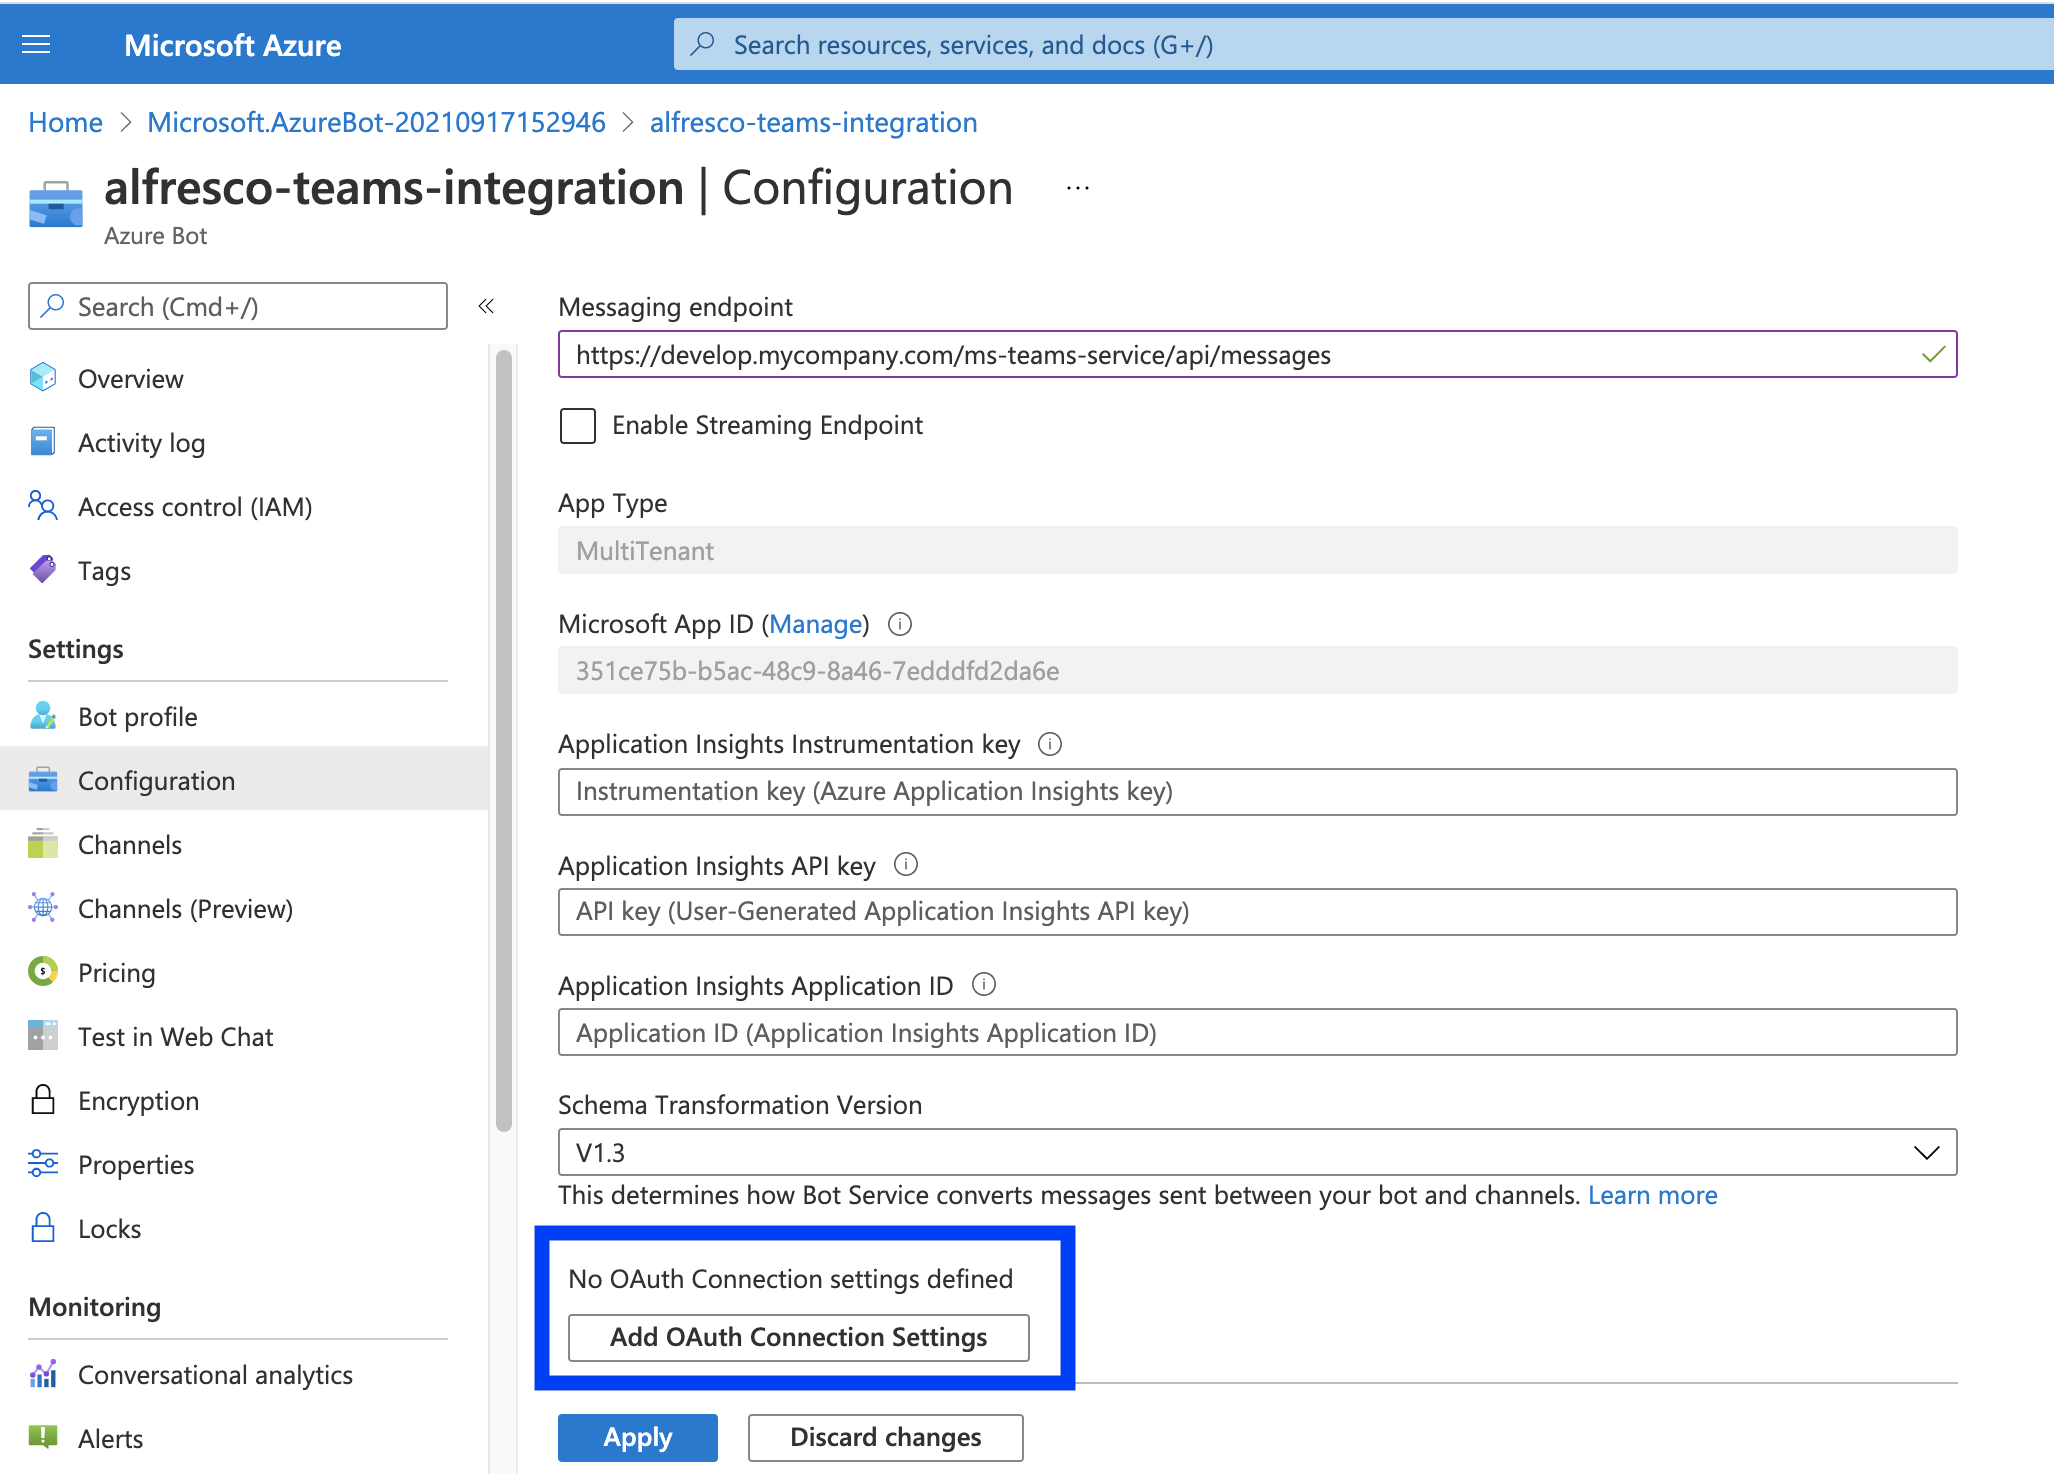 Microsoft Azure
Search resources, services, and docs (G+/)
Home > Microsoft.AzureBot-20210917152946 > alfresco-teams-integration
alfresco-teams-integration | Configuration ...
Azure Bot
Search (Cmd+/) «
Overview
Activity log
Access control (IAM)
Tags
Settings
Bot profile
Configuration
Channels
Channels (Preview)
Pricing
Test in Web Chat
Encryption
Properties
Locks
Monitoring
Conversational analytics
Alerts
Messaging endpoint
https://develop.mycompany.com/ms-teams-service/api/messages
Enable Streaming Endpoint
App Type
MultiTenant
Microsoft App ID (Manage)
351ce75b-b5ac-48c9-8a46-7edddfd2da6e
Application Insights Instrumentation key
Instrumentation key (Azure Application Insights key)
Application Insights API key
API key (User-Generated Application Insights API key)
Application Insights Application ID
Application ID (Application Insights Application ID)
Schema Transformation Version
V1.3
This determines how Bot Service converts messages sent between your bot and channels. Learn more
No OAuth Connection settings defined
Add OAuth Connection Settings
Apply
Discard changes